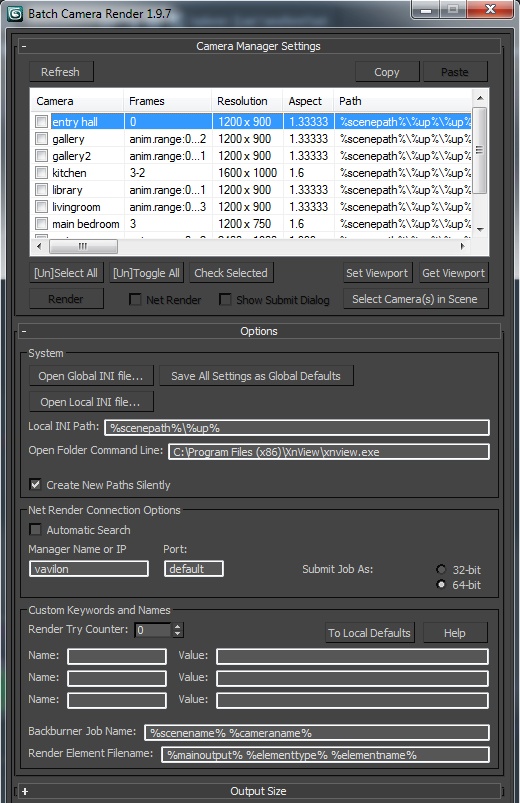 Batch Camera Render 1.9.7
- Camera Manager Settings
Refresh Copy Paste
Camera Frames Resolution Aspect Path
entry hall 0 1200 x 900 1.33333 %scenepath%\%up%\%up%
gallery anim.range:0...2 1200 x 900 1.33333 %scenepath%\%up%\%up%
gallery2 anim.range:0...1 1200 x 900 1.33333 %scenepath%\%up%\%up%
kitchen 3-2 1600 x 1000 1.6 %scenepath%\%up%\%up%
library anim.range:0...1 1200 x 900 1.33333 %scenepath%\%up%\%up%
livingroom anim.range:0...3 1200 x 900 1.33333 %scenepath%\%up%\%up%
main bedroom 3 1200 x 750 1.6 %scenepath%\%up%\%up%
[Un]Select All [Un]Toggle All Check Selected Set Viewport Get Viewport
Render Net Render Show Submit Dialog Select Camera(s) in Scene
- Options
System
Open Global INI file... Save All Settings as Global Defaults
Open Local INI file...
Local INI Path: %scenepath%\%up%
Open Folder Command Line: C:\Program Files (x86)\XnView\xnview.exe
Create New Paths Silently
Net Render Connection Options
Automatic Search
Manager Name or IP Port:
vavilon default Submit Job As: 32-bit
64-bit
Custom Keywords and Names
Render Try Counter: 0 To Local Defaults Help
Name: Value:
Name: Value:
Name: Value:
Backburner Job Name: %scenename% %cameraname%
Render Element Filename: %mainoutput% %elementtype% %elementname%
+ Output Size